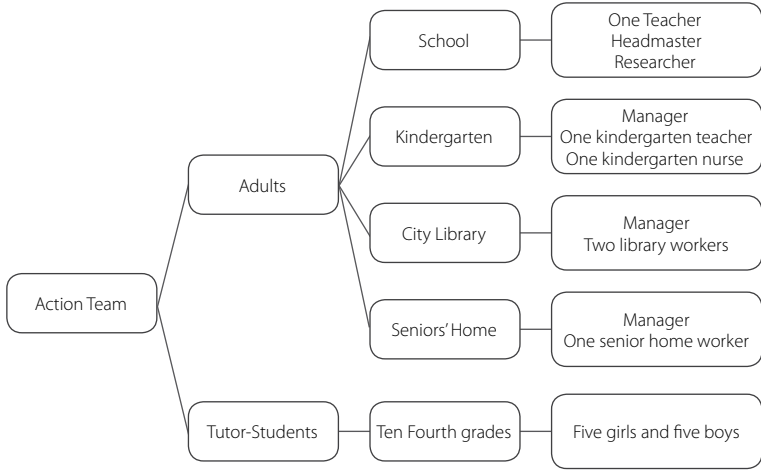 Action Team
Adults
School
One Teacher
Headmaster
Researcher
Kindergarten
Manager
One kindergarten teacher
One kindergarten nurse
City Library
Manager
Two library workers
Seniors' Home
Manager
One senior home worker
Tutor-Students
Ten Fourth grades
Five girls and five boys